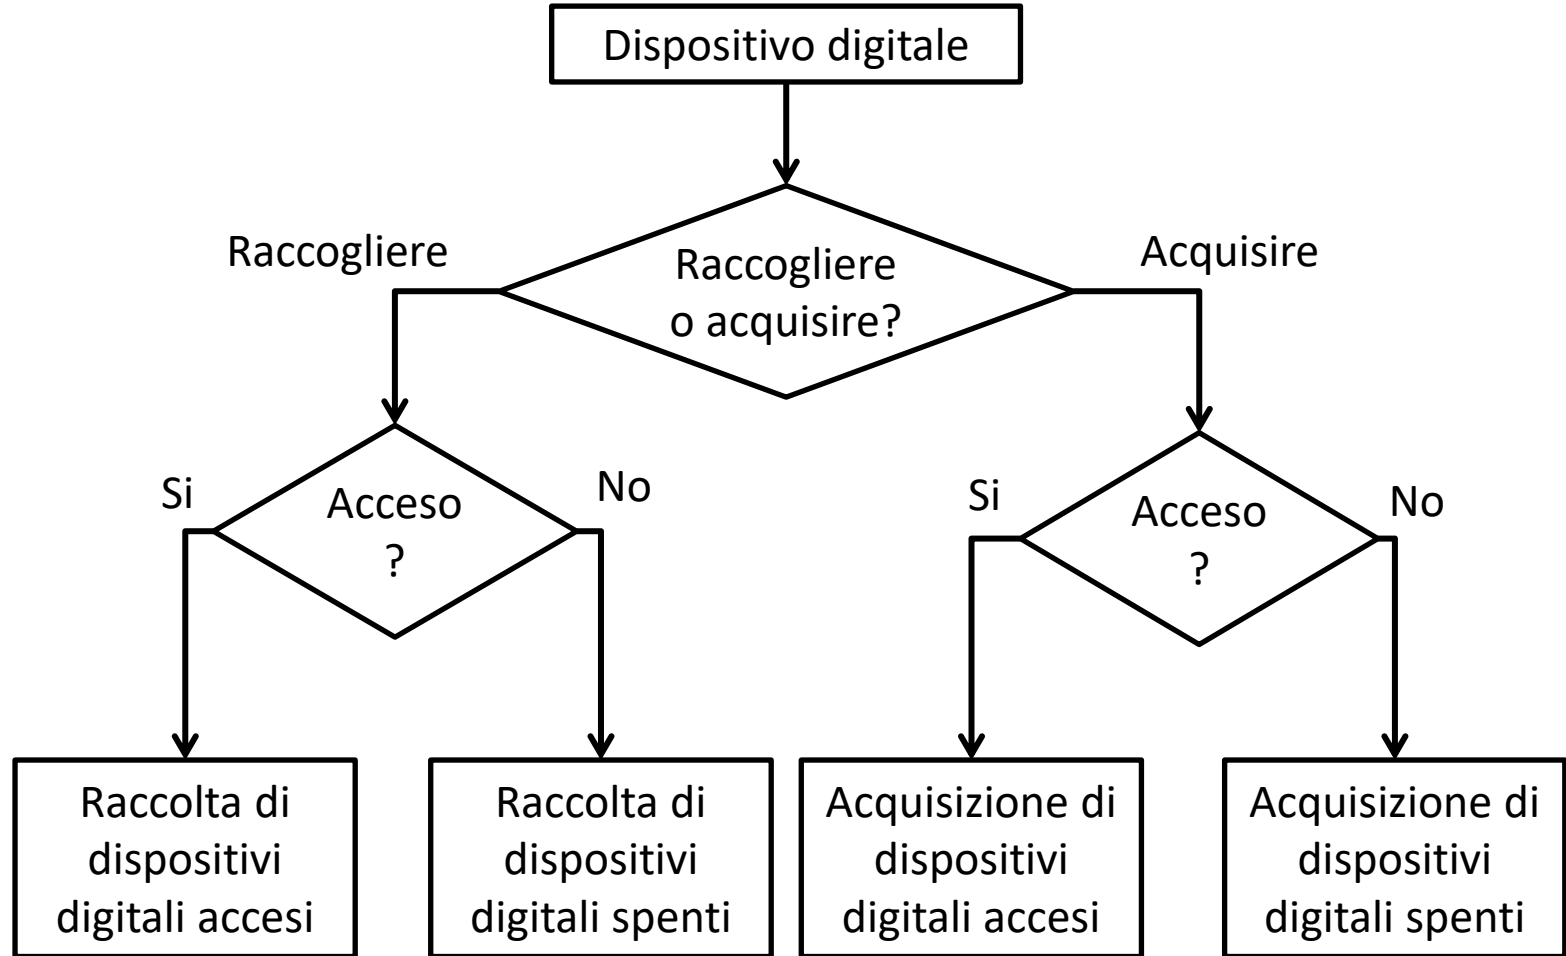 Dispositivo digitale
Raccogliere
Raccogliere
o acquisire?
Acquisire
Si
Acceso
?
No
Si
Acceso
?
No
Raccolta di
dispositivi
digitali accesi
Raccolta di
dispositivi
digitali spenti
Acquisizione di
dispositivi
digitali accesi
Acquisizione di
dispositivi
digitali spenti